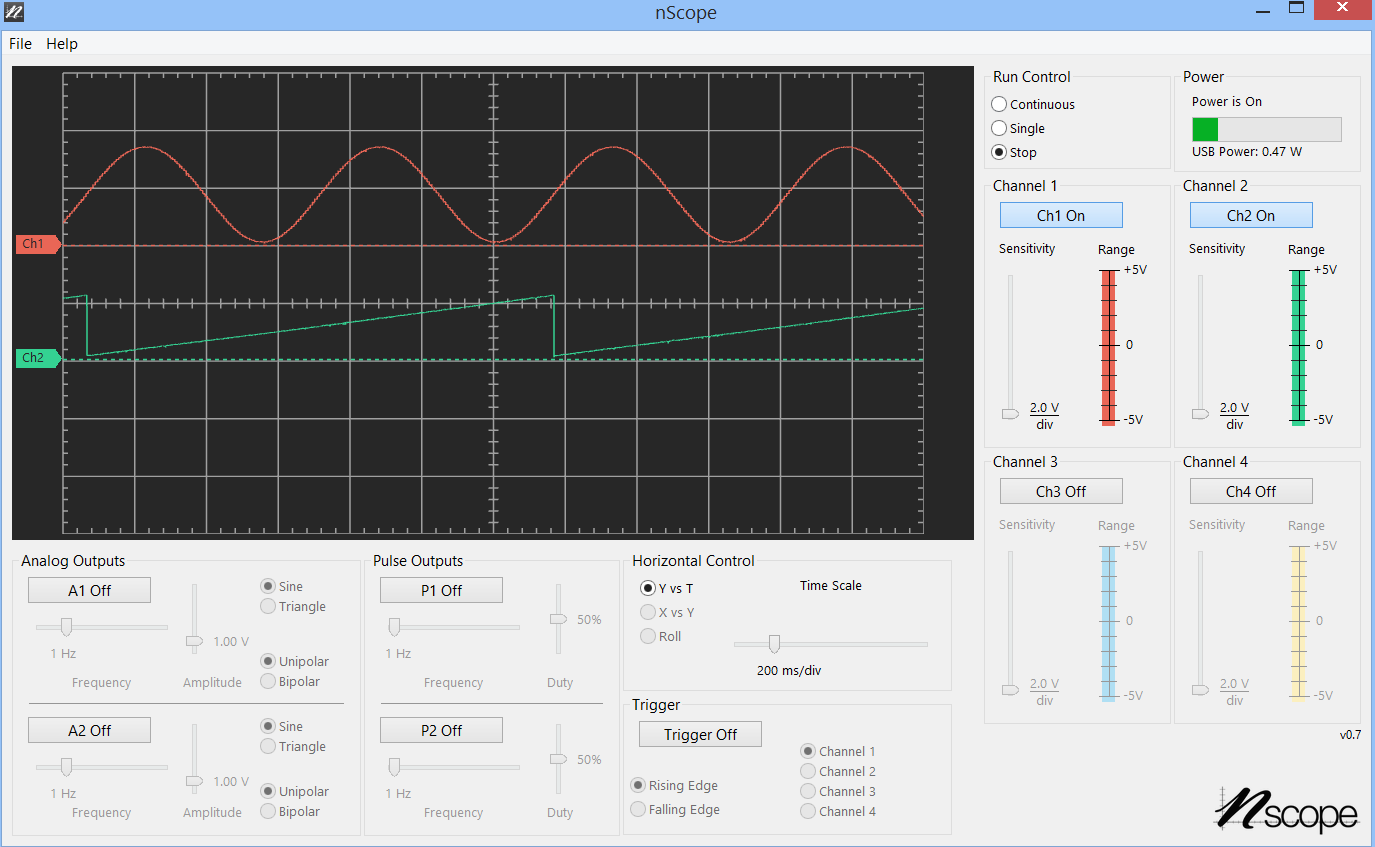 nScope
File Help
Ch1
Ch2
Run Control
Continuous
Single
Stop
Power
Power is On
USB Power: 0.47 W
Channel 1
Ch1 On
Sensitivity
Range
+5V
0
-5V
2.0 V
div
Channel 2
Ch2 On
Sensitivity
Range
+5V
0
-5V
2.0 V
div
Channel 3
Ch3 Off
Sensitivity
Range
+5V
0
-5V
2.0 V
div
Channel 4
Ch4 Off
Sensitivity
Range
+5V
0
-5V
2.0 V
div
Analog Outputs
A1 Off
1 Hz
Frequency
1.00 V
Amplitude
Sine
Triangle
Unipolar
Bipolar
A2 Off
1 Hz
Frequency
1.00 V
Amplitude
Sine
Triangle
Unipolar
Bipolar
Pulse Outputs
P1 Off
1 Hz
Frequency
50%
Duty
P2 Off
1 Hz
Frequency
50%
Duty
Horizontal Control
Y vs T
X vs Y
Roll
Time Scale
200 ms/div
Trigger
Trigger Off
Rising Edge
Falling Edge
Channel 1
Channel 2
Channel 3
Channel 4
v0.7
nscope